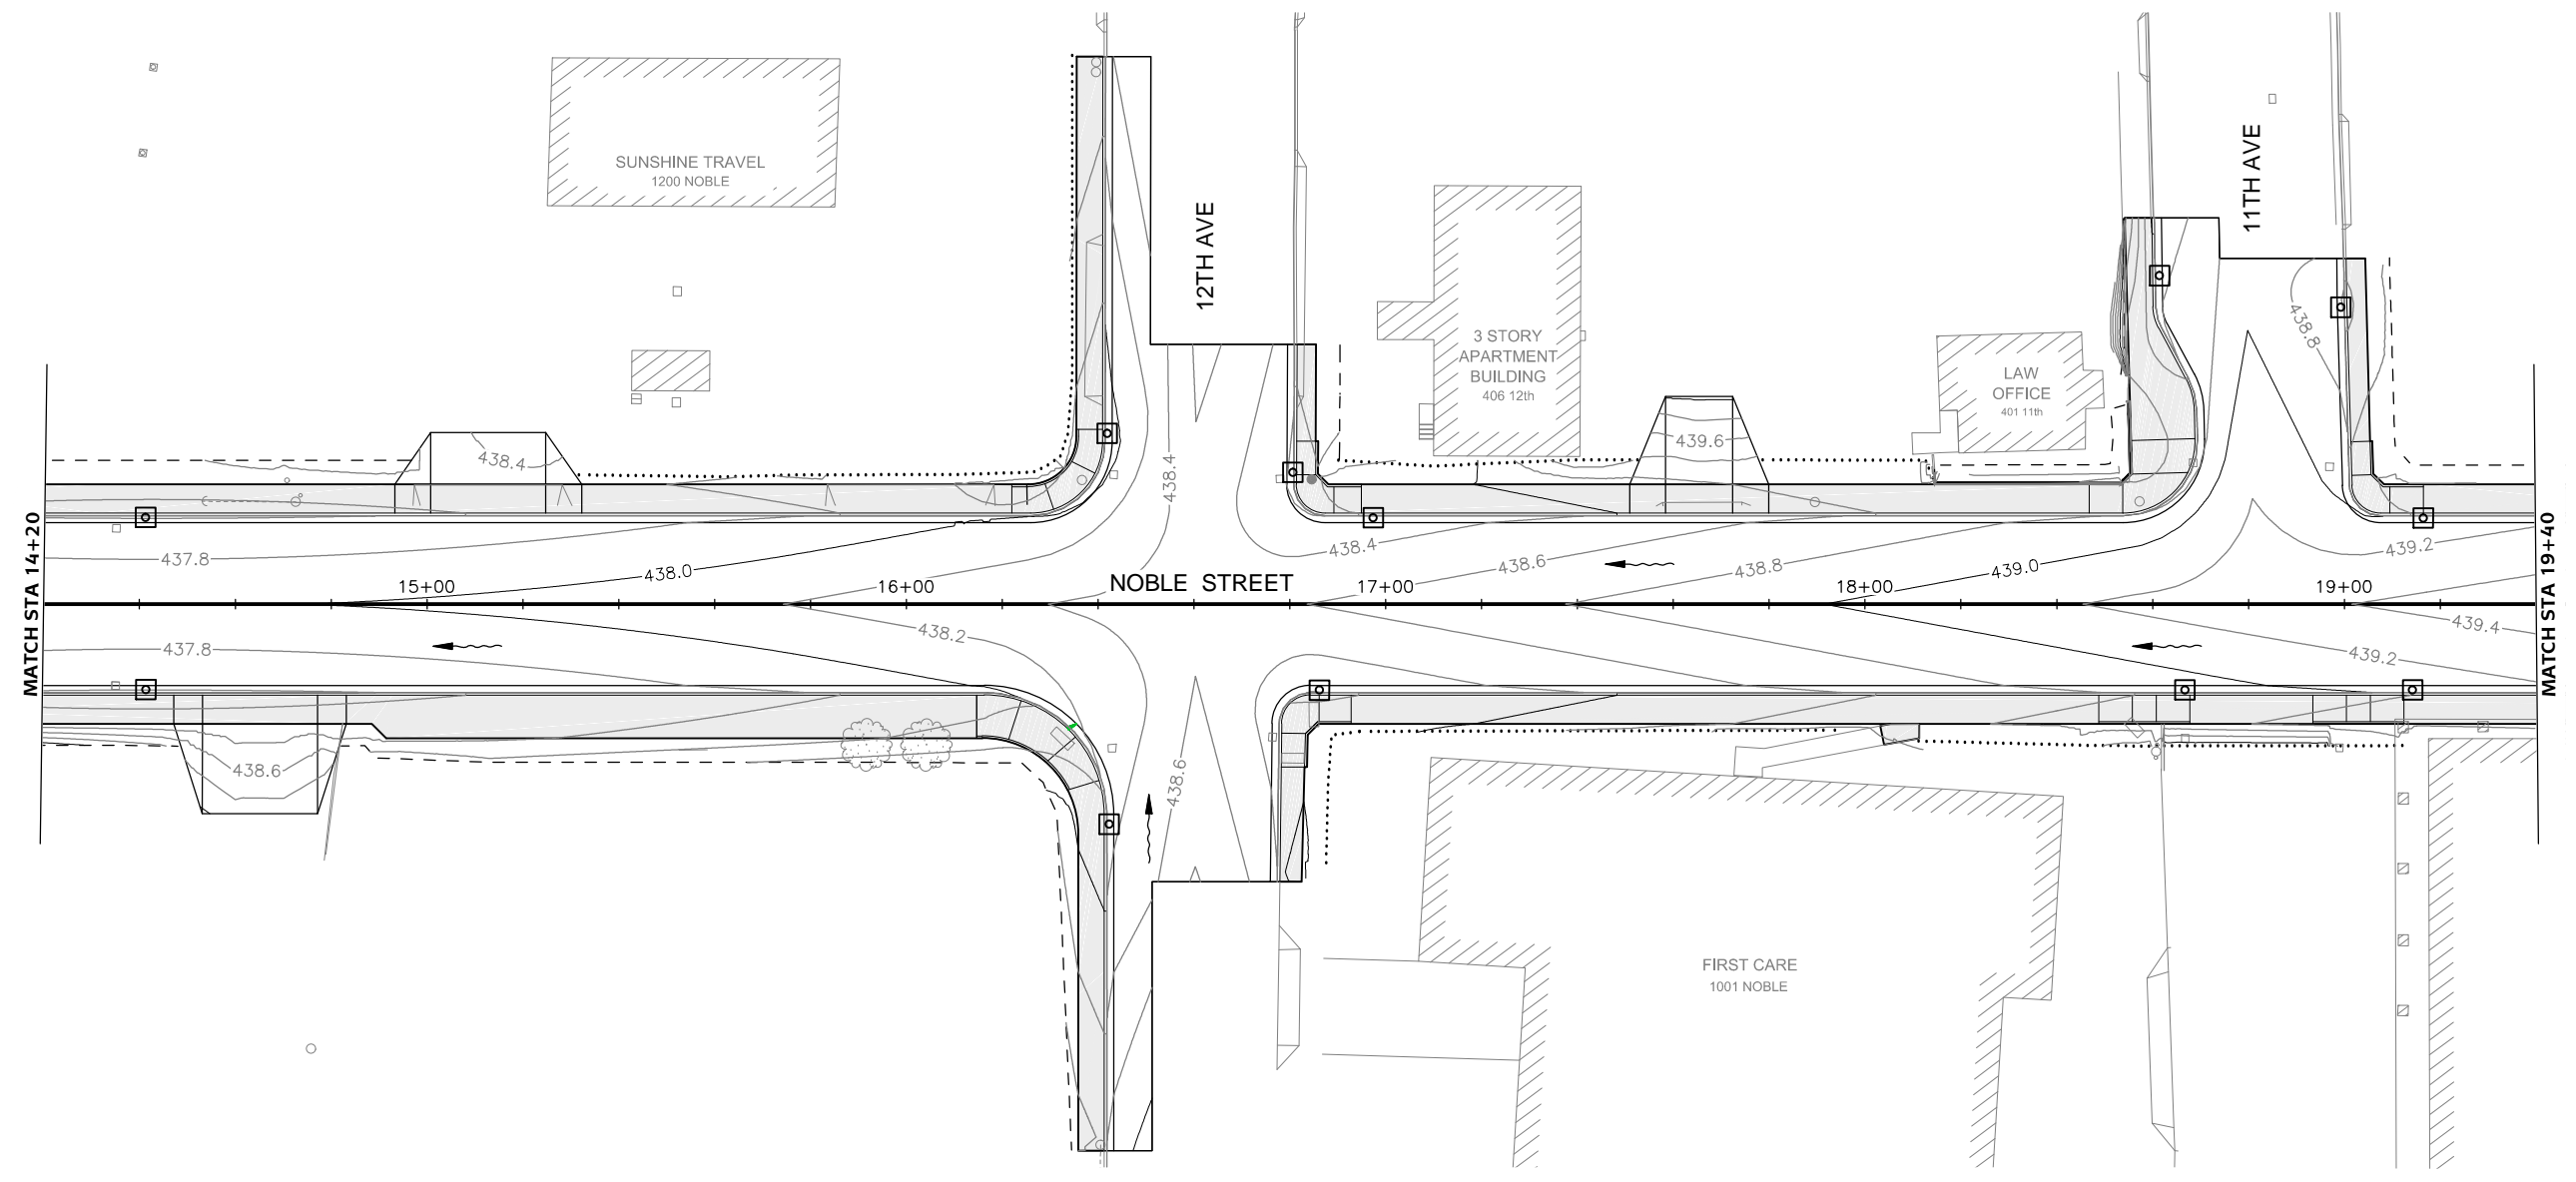 SUNSHINE TRAVEL
1200 NOBLE
12TH AVE
11TH AVE
3 STORY
APARTMENT
BUILDING
406 12th
LAW
OFFICE
401 11th
438.8
438.4
439.6
438.4
MATCH STA 14+20
MATCH STA 19+40
437.8
438.0
438.4
438.6
438.8
439.0
439.2
15+00
16+00
NOBLE STREET
17+00
18+00
19+00
437.8
438.2
439.2
439.4
438.6
438.6
FIRST CARE
1001 NOBLE